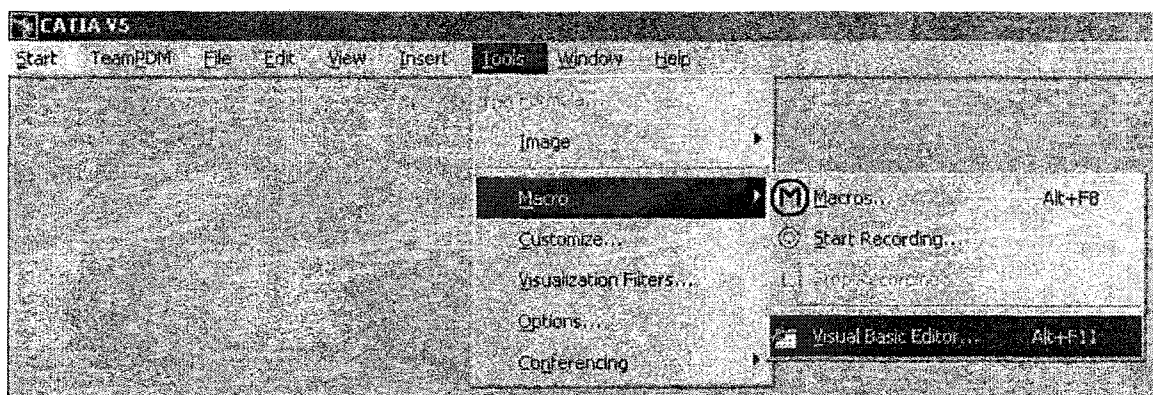 CATIA V5
Start TeamPDM File Edit View Insert Tools Window Help
Image
Macro
Macros... Alt+F8
Customize...
Start Recording...
Visualization Filters...
Options...
Visual Basic Editor... Alt+F11
Conferencing